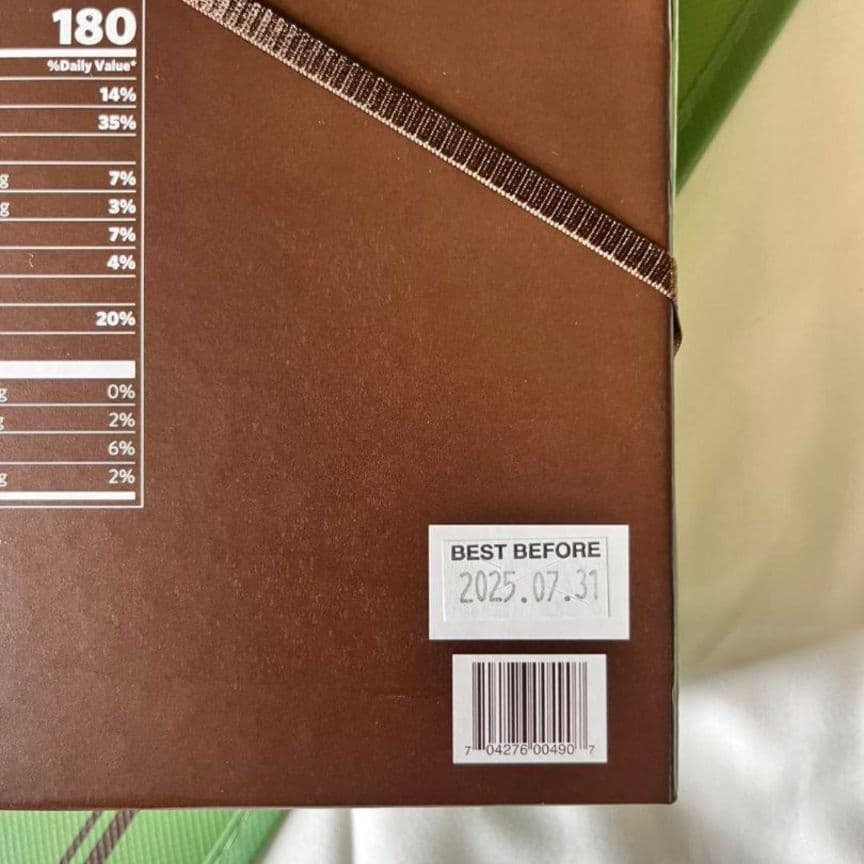 180
%Daily Value*
14%
35%
g 7%
g 3%
7%
4%
20%
g 0%
g 2%
6%
g 2%
BEST BEFORE
2025.07.31
7 04276 00490 7